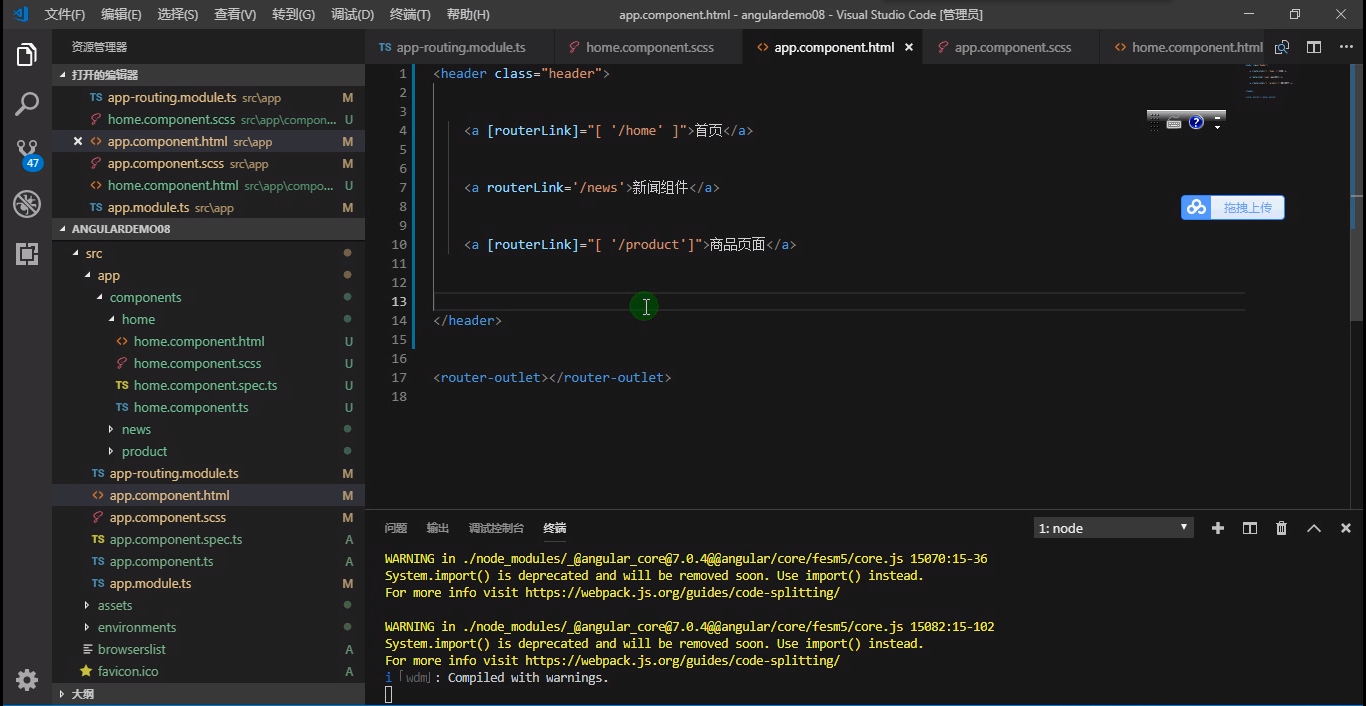 文件(F) 编辑(E) 选择(S) 查看(V) 转到(G) 调试(D) 终端(T) 帮助(H) app.component.html - angulardemo08 - Visual Studio Code [管理员]
资源管理器
打开的编辑器
TS app-routing.module.ts src\app M
home.component.scss src\app\compon... U
app.component.html src\app M
app.component.scss src\app M
home.component.html src\app\compo... U
TS app.module.ts src\app M
ANGULARDEMO08
src
app
components
home
home.component.html U
home.component.scss U
TS home.component.spec.ts U
TS home.component.ts U
news
product
TS app-routing.module.ts M
app.component.html M
app.component.scss M
TS app.component.spec.ts A
TS app.component.ts A
TS app.module.ts M
assets
environments
browserslist A
favicon.ico A
大纲
47
TS app-routing.module.ts home.component.scss app.component.html app.component.scss home.component.html
1 <header class="header">
2
3
4 <a [routerLink]="[ '/home' ]">首页</a>
5
6
7 <a routerLink='/news'>新闻组件</a>
8
9
10 <a [routerLink]="[ '/product']">商品页面</a>
11
12
13
14 </header>
15
16
17 <router-outlet></router-outlet>
18
拖拽上传
问题 输出 调试控制台 终端 1: node
WARNING in ./node_modules/_@angular_core@7.0.4@@angular/core/fesm5/core.js 15070:15-36
System.import() is deprecated and will be removed soon. Use import() instead.
For more info visit https://webpack.js.org/guides/code-splitting/
WARNING in ./node_modules/_@angular_core@7.0.4@@angular/core/fesm5/core.js 15082:15-102
System.import() is deprecated and will be removed soon. Use import() instead.
For more info visit https://webpack.js.org/guides/code-splitting/
i ｢wdm｣: Compiled with warnings.